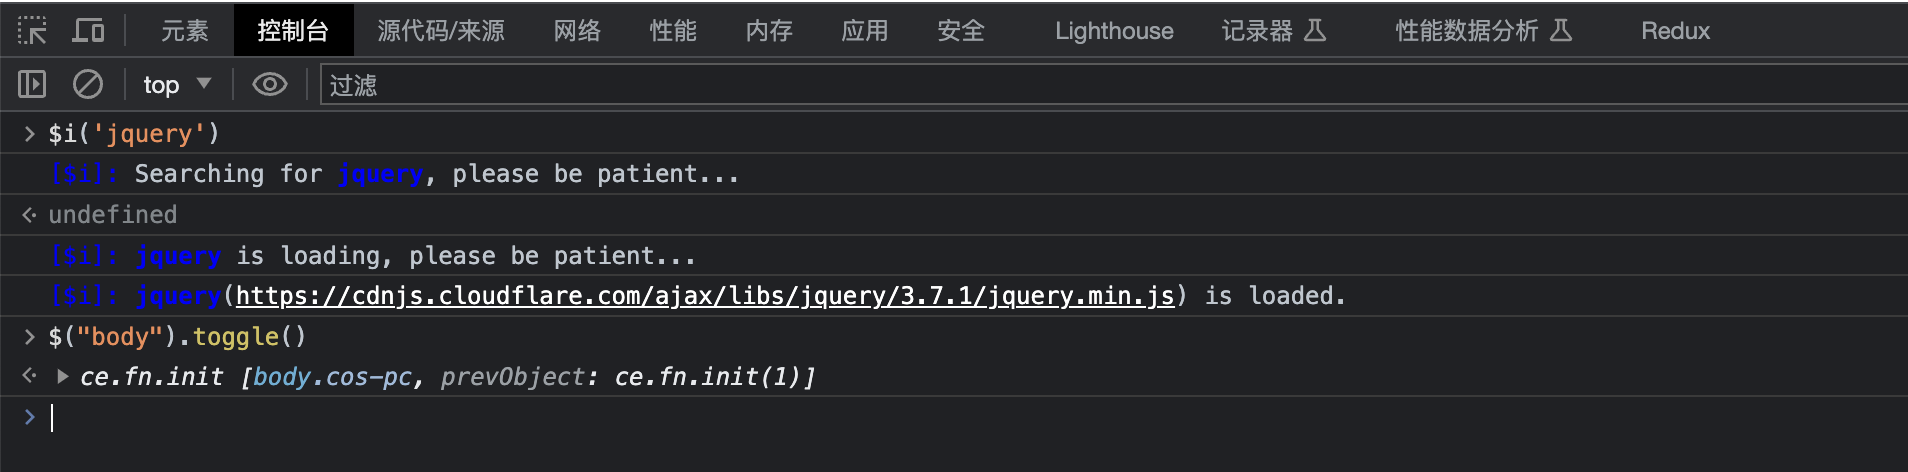 元素 控制台 源代码/来源 网络 性能 内存 应用 安全 Lighthouse 记录器 性能数据分析 Redux
top 过滤
$i('jquery')
[$i]: Searching for jquery, please be patient...
undefined
[$i]: jquery is loading, please be patient...
[$i]: jquery(https://cdnjs.cloudflare.com/ajax/libs/jquery/3.7.1/jquery.min.js) is loaded.
$("body").toggle()
ce.fn.init [body.cos-pc, prevObject: ce.fn.init(1)]